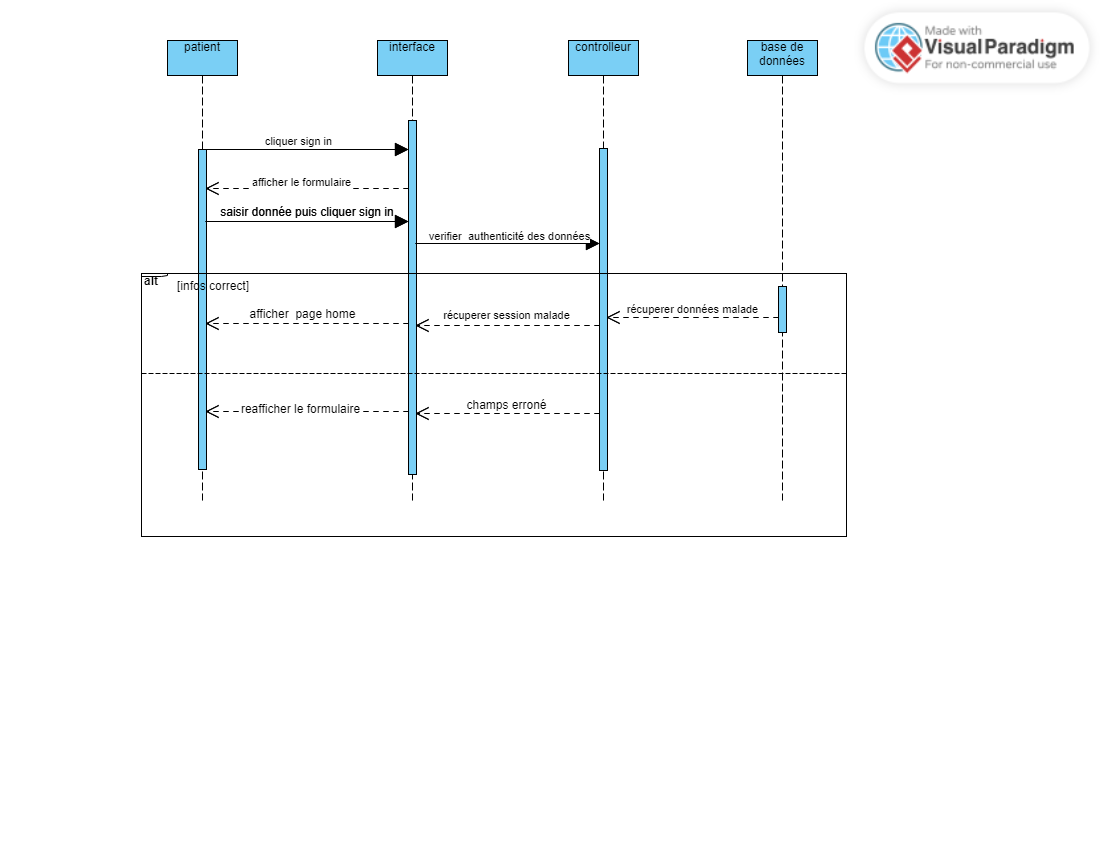 patient
interface
controlleur
base de
données
Made with
Visual Paradigm
For non-commercial use
cliquer sign in
afficher le formulaire
saisir donnée puis cliquer sign in
verifier authenticité des données
alt
[infos correct]
afficher page home
récuperer session malade
récuperer données malade
reafficher le formulaire
champs erroné